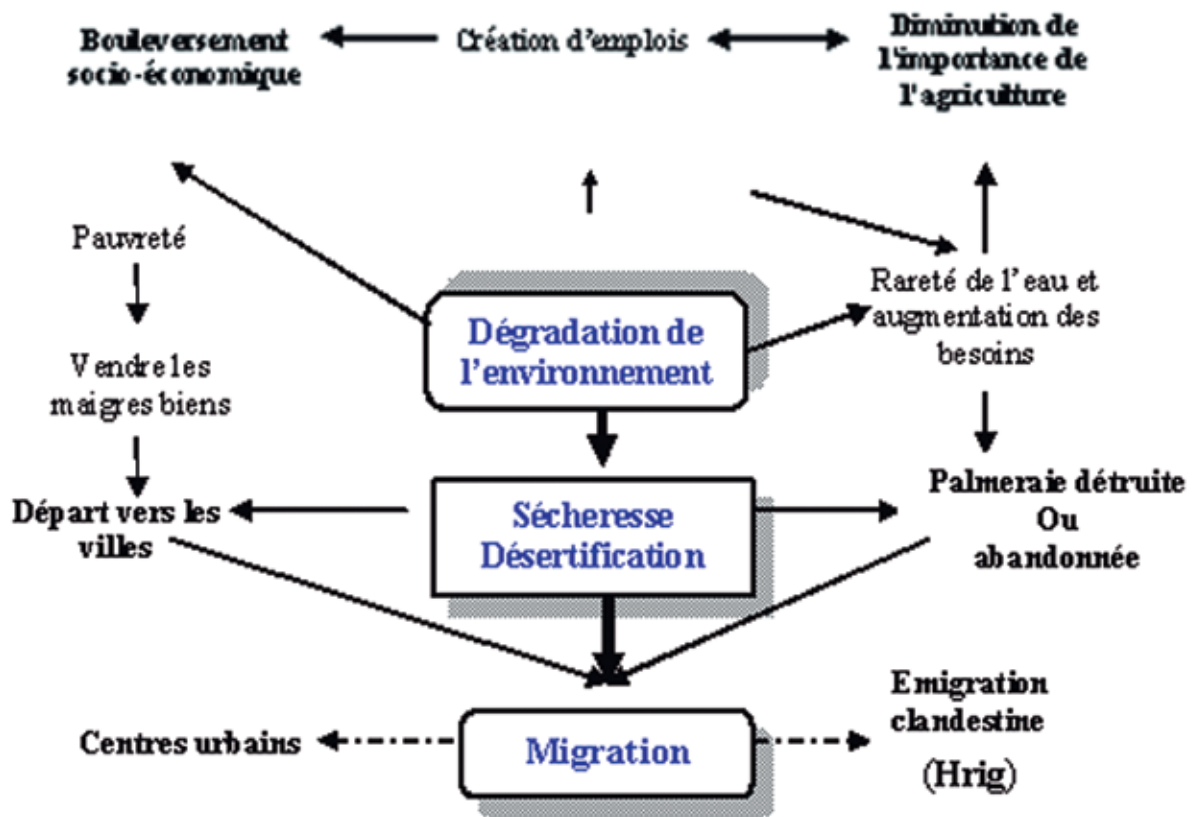 Bouleversement
socio-économique
Création d'emplois
Diminution de
l'importance de
l'agriculture
Pauvreté
Vendre les
maigres biens
Départ vers les
villes
Dégradation de
l'environnement
Rareté de l'eau et
augmentation des
besoins
Sécheresse
Désertification
Palmeraie détruite
Ou
abandonnée
Centres urbains
Migration
Emigration
clandestine
(Hrig)